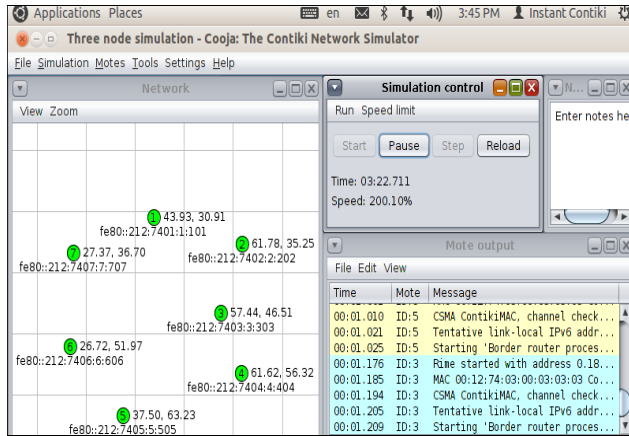 Applications Places en 3:45 PM Instant Contiki
Three node simulation - Cooja: The Contiki Network Simulator
File Simulation Motes Tools Settings Help
Network
View Zoom
1 43.93, 30.91
fe80::212:7401:1:101
2 61.78, 35.25
fe80::212:7402:2:202
7 27.37, 36.70
fe80::212:7407:7:707
3 57.44, 46.51
fe80::212:7403:3:303
6 26.72, 51.97
fe80::212:7406:6:606
4 61.62, 56.32
fe80::212:7404:4:404
5 37.50, 63.23
fe80::212:7405:5:505
Simulation control
Run Speed limit
Start Pause Step Reload
Time: 03:22.711
Speed: 200.10%
N...
Enter notes he
Mote output
File Edit View
Time Mote Message
00:01.010 ID:5 CSMA ContikiMAC, channel check...
00:01.021 ID:5 Tentative link-local IPv6 addr...
00:01.025 ID:5 Starting 'Border router proces...
00:01.176 ID:3 Rime started with address 0.18...
00:01.185 ID:3 MAC 00:12:74:03:00:03:03:03 Co...
00:01.194 ID:3 CSMA ContikiMAC, channel check...
00:01.205 ID:3 Tentative link-local IPv6 addr...
00:01.209 ID:3 Starting 'Border router proces...